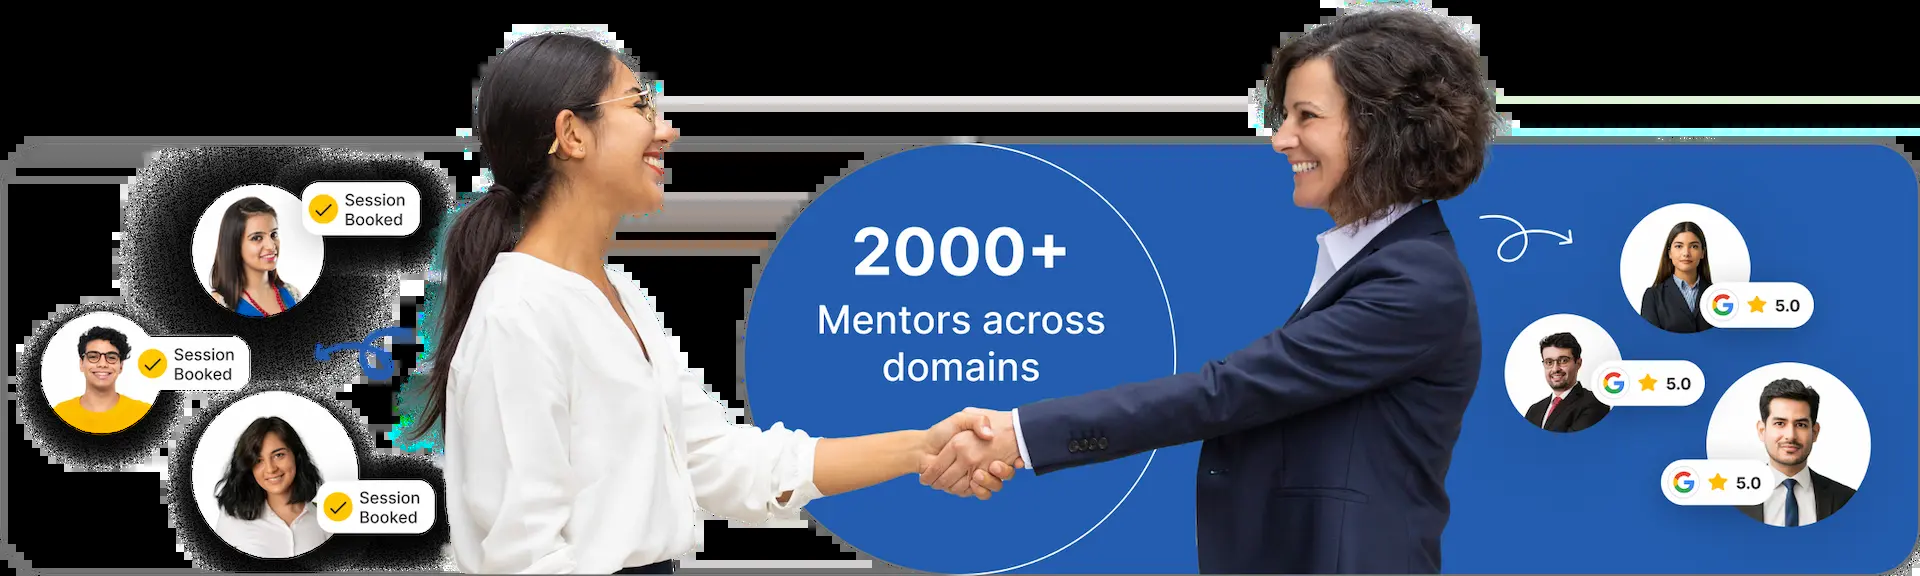 Session
Booked
Session
Booked
Session
Booked
2000+
Mentors across
domains
5.0
5.0
5.0